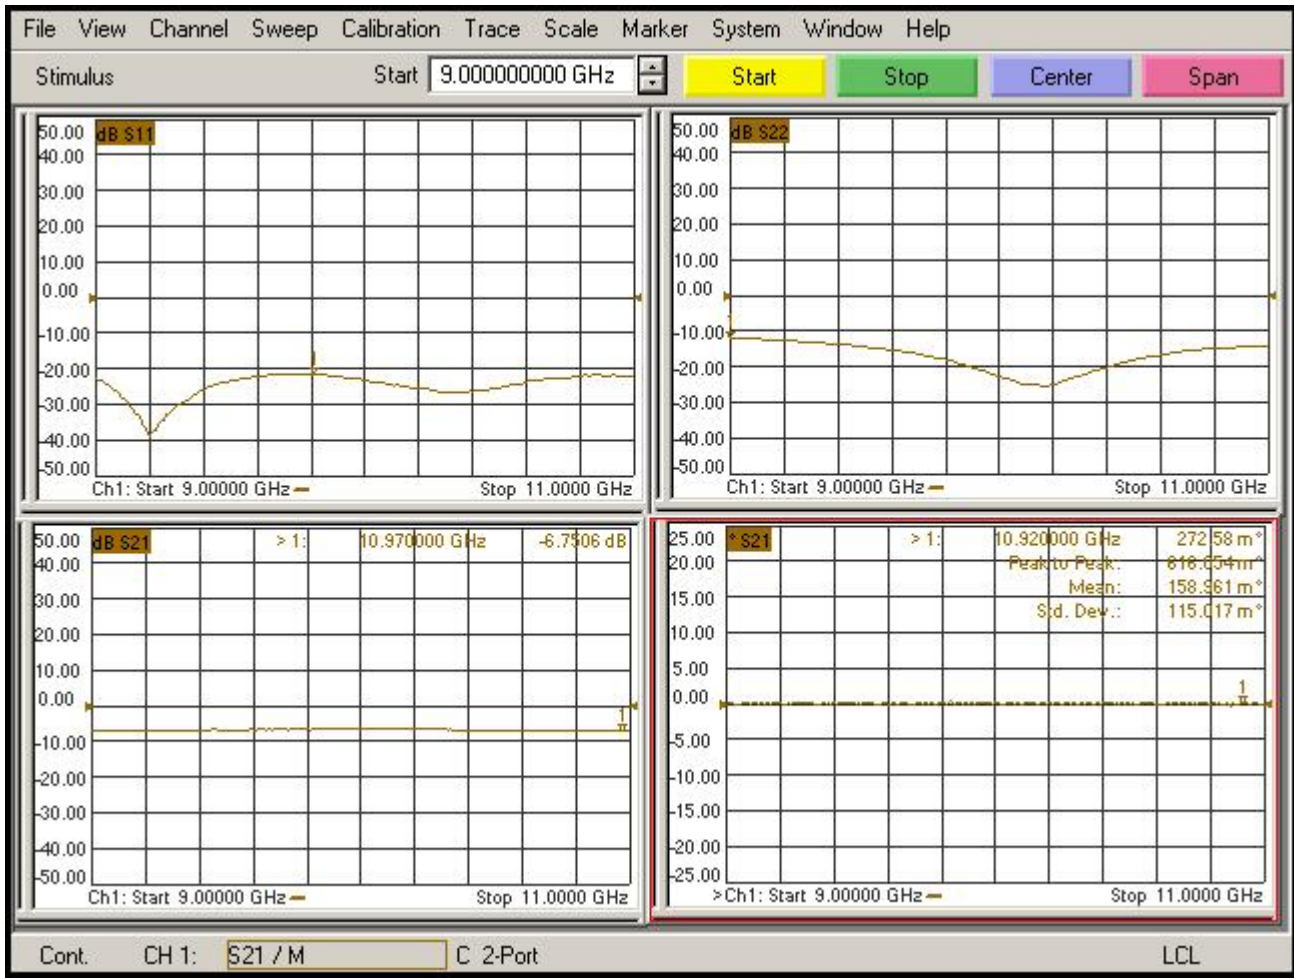 File View Channel Sweep Calibration Trace Scale Marker System Window Help
Stimulus Start 9.000000000 GHz Start Stop Center Span
50.00 dB S11
40.00
30.00
20.00
10.00
0.00
-10.00
-20.00
-30.00
-40.00
-50.00
Ch1: Start 9.00000 GHz Stop 11.0000 GHz
50.00 dB S22
40.00
30.00
20.00
10.00
0.00
-10.00
-20.00
-30.00
-40.00
-50.00
Ch1: Start 9.00000 GHz Stop 11.0000 GHz
50.00 dB S21 > 1: 10.970000 GHz -6.7506 dB
40.00
30.00
20.00
10.00
0.00
1
-10.00
-20.00
-30.00
-40.00
-50.00
Ch1: Start 9.00000 GHz Stop 11.0000 GHz
25.00 ° S21 > 1: 10.920000 GHz 272.58 m°
20.00 Peak to Peak:
Mean: 158.961 m°
15.00
Std. Dev.: 115.017 m°
10.00
5.00
0.00
1
-5.00
-10.00
-15.00
-20.00
-25.00
>Ch1: Start 9.00000 GHz Stop 11.0000 GHz
Cont. CH 1: S21 / M C 2-Port LCL